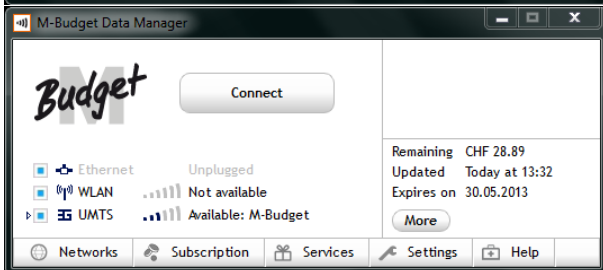 M-Budget Data Manager
M Budget
Connect
Ethernet Unplugged
WLAN Not available
3G UMTS Available: M-Budget
Remaining CHF 28.89
Updated Today at 13:32
Expires on 30.05.2013
More
Networks Subscription Services Settings Help